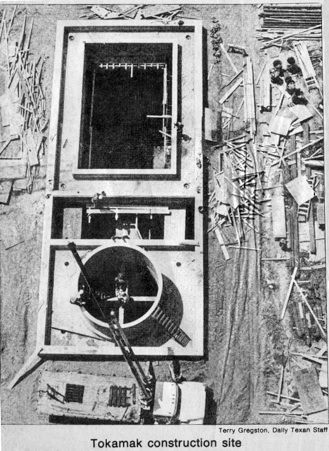 Terry Gregston, Daily Texan Staff
Tokamak construction site